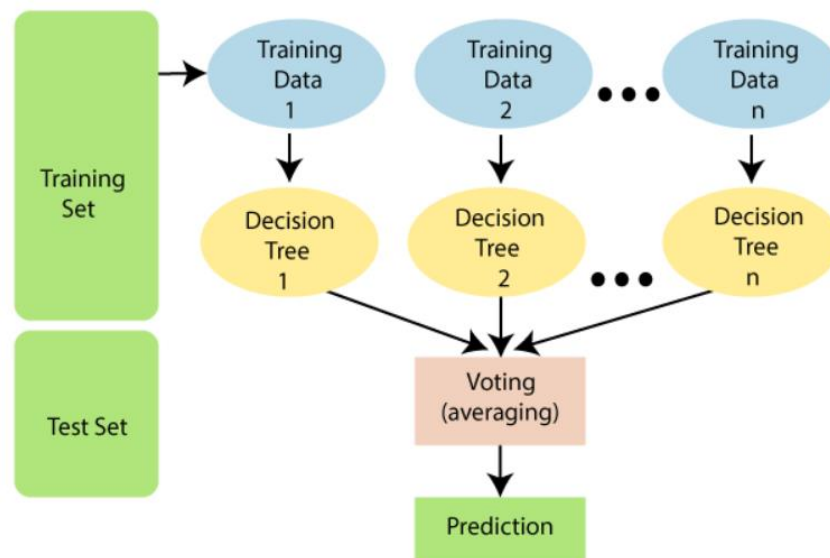 Training
Set
Training
Data
1
Training
Data
2
Training
Data
n
Decision
Tree
1
Decision
Tree
2
Decision
Tree
n
Test Set
Voting
(averaging)
Prediction